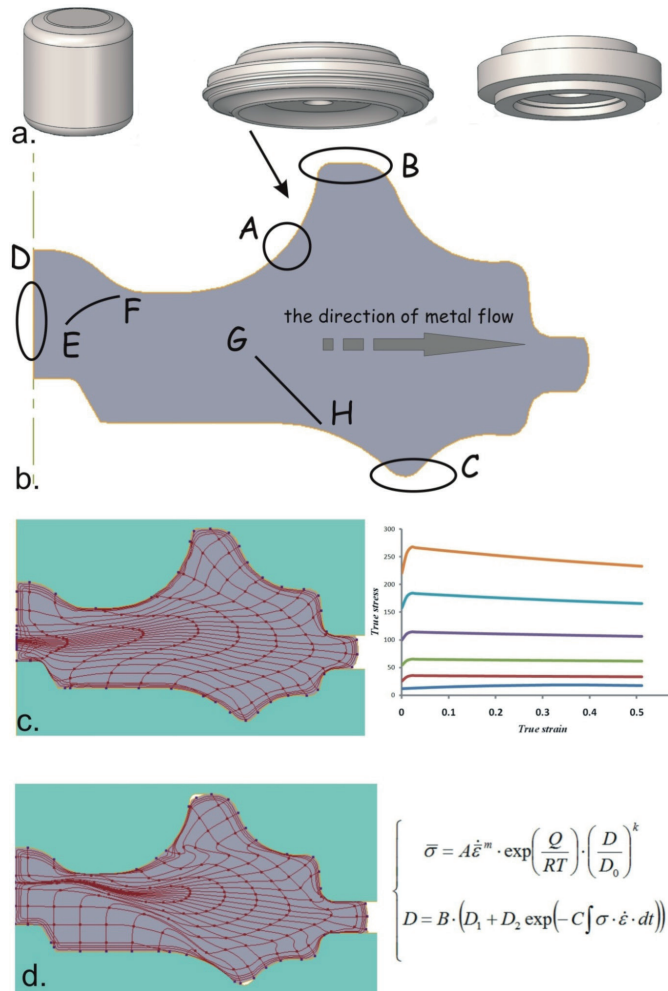 a.
B
A
D
F
the direction of metal flow
E
G
H
C
b.
300
250
200
150
100
50
0
True stress
0 0.1 0.2 0.3 0.4 0.5
True strain
c.
σ̄ = A ε̄̇ᵐ · exp(Q/RT) · (D/D₀)ᵏ
D = B · (D₁ + D₂ exp(−C∫σ · ε̇ · dt))
d.